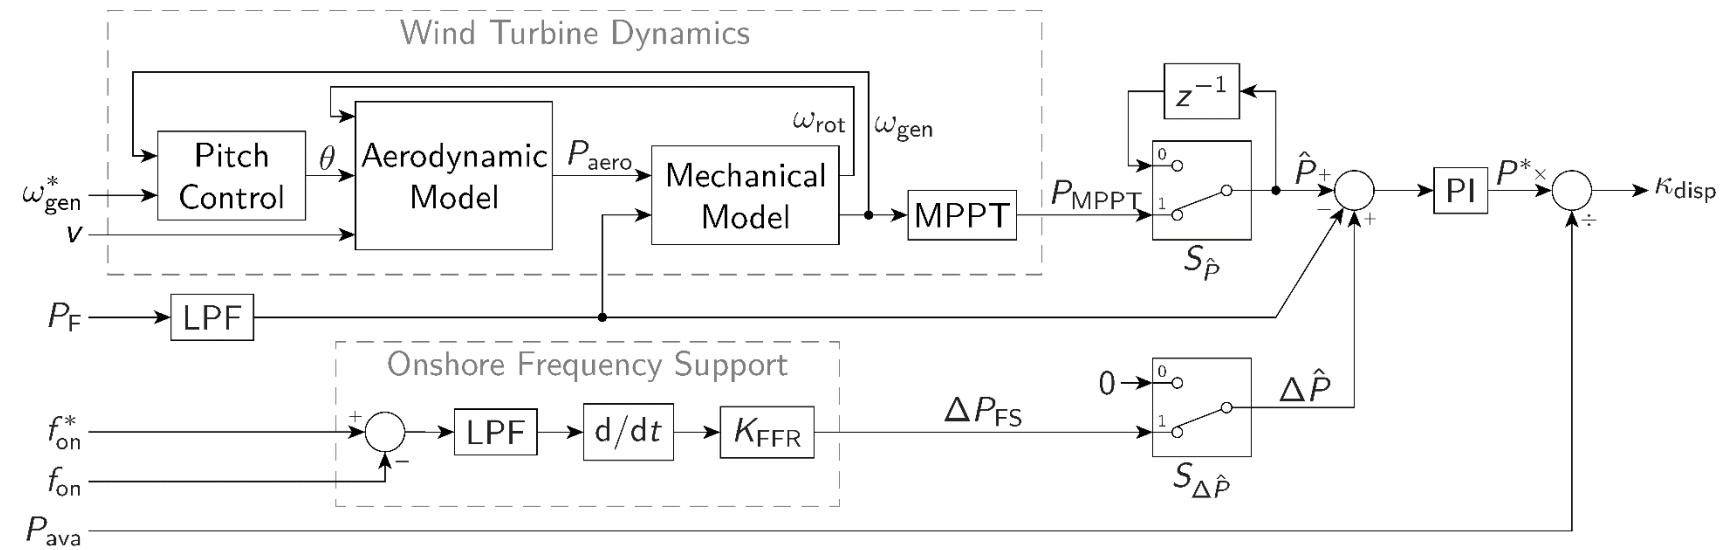 Wind Turbine Dynamics
z⁻¹
ω_rot
ω_gen
Pitch
Control
θ
Aerodynamic
Model
P_aero
Mechanical
Model
0
ω*_gen
v
MPPT
P_MPPT
1
S_P̂
P̂
+
−
+
PI
P*
×
÷
κ_disp
P_F
LPF
Onshore Frequency Support
0
0
ΔP̂
f*_on
+
−
LPF
d/dt
K_FFR
ΔP_FS
1
S_ΔP̂
f_on
P_ava